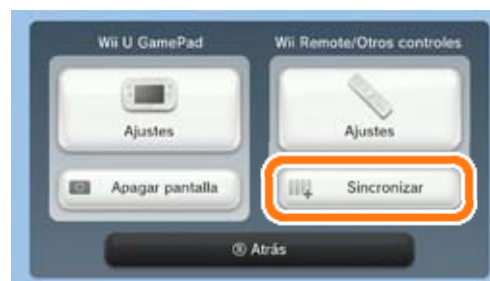 Wii U GamePad
Wii Remote/Otros controles
Ajustes
Ajustes
Apagar pantalla
Sincronizar
Ⓑ Atrás